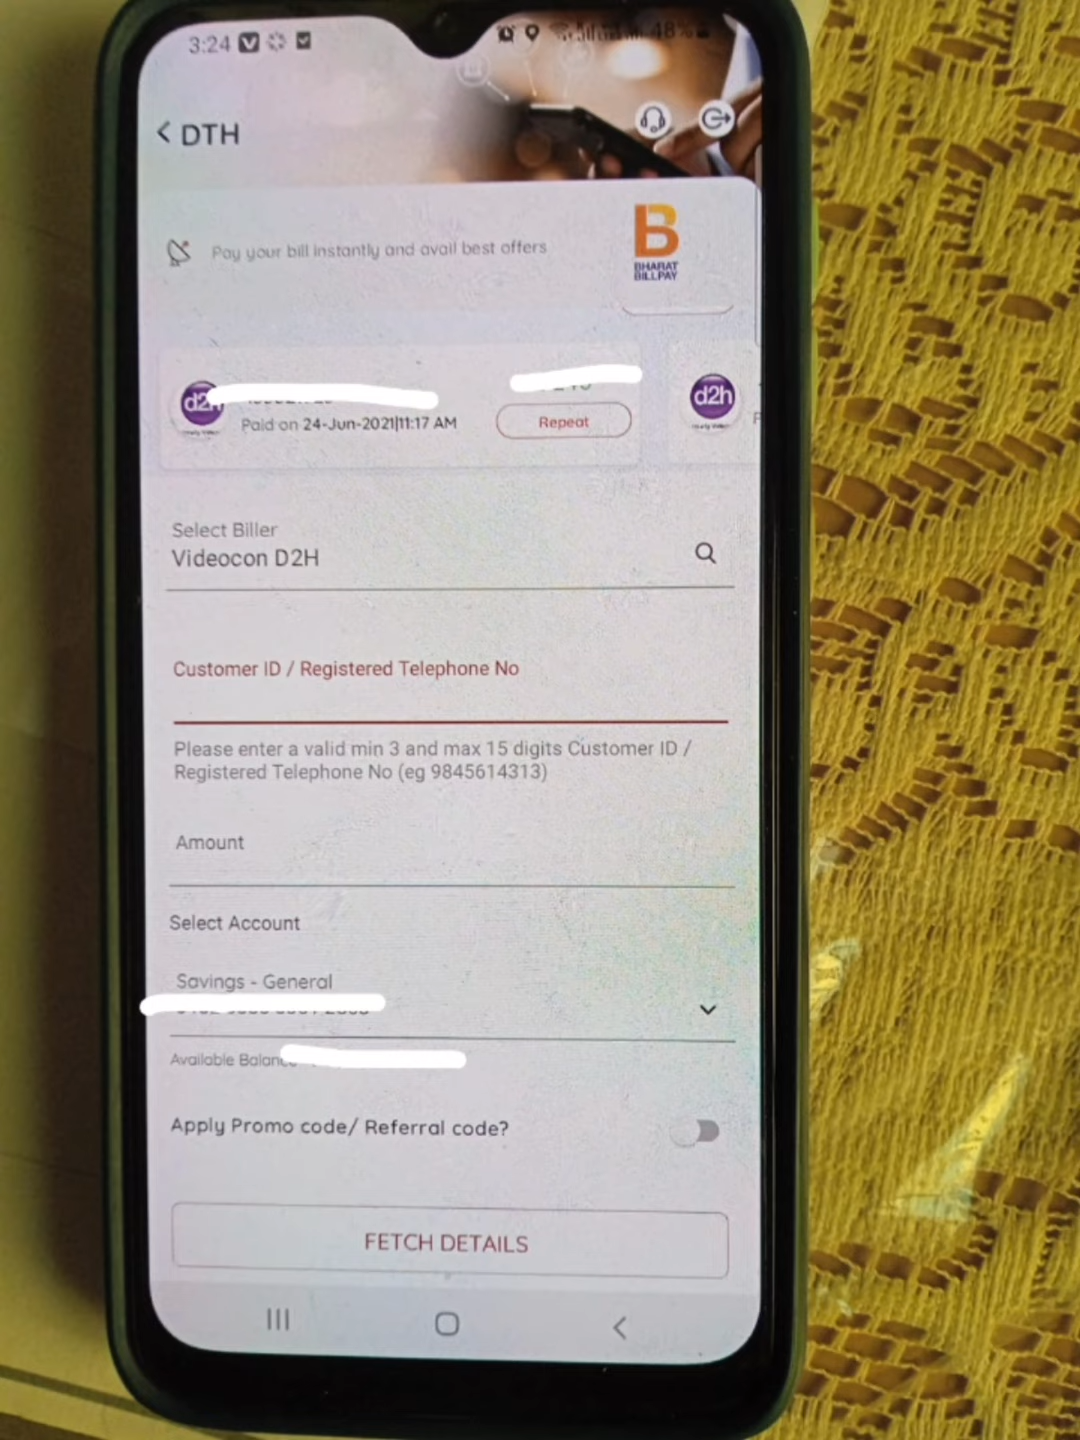 3:24
48%
< DTH
Pay your bill instantly and avail best offers
B
BHARAT
BILLPAY
d2h
Paid on 24-Jun-2021|11:17 AM
Repeat
d2h
Select Biller
Videocon D2H
Customer ID / Registered Telephone No
Please enter a valid min 3 and max 15 digits Customer ID /
Registered Telephone No (eg 9845614313)
Amount
Select Account
Savings - General
Available Balance
Apply Promo code/ Referral code?
FETCH DETAILS